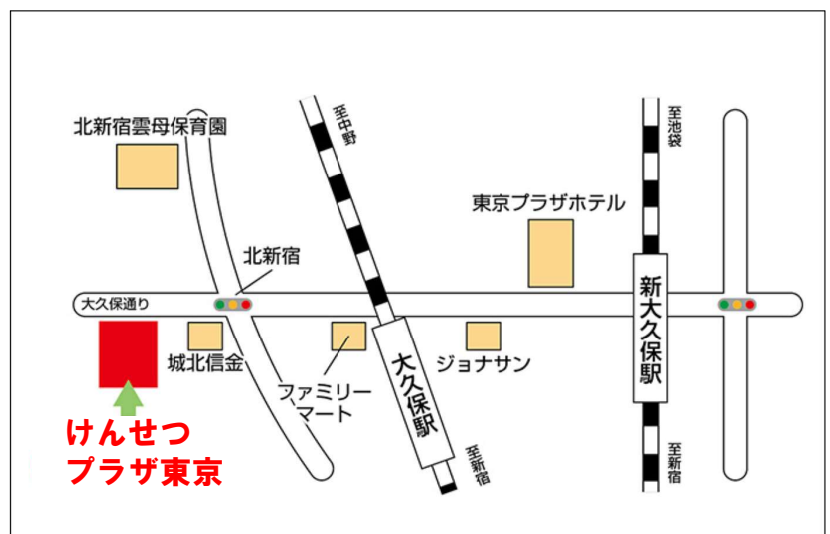 至中野
至池袋
北新宿雲母保育園
東京プラザホテル
北新宿
大久保通り
新大久保駅
城北信金
ファミリー
マート
大久保駅
ジョナサン
けんせつ
プラザ東京
至新宿
至新宿